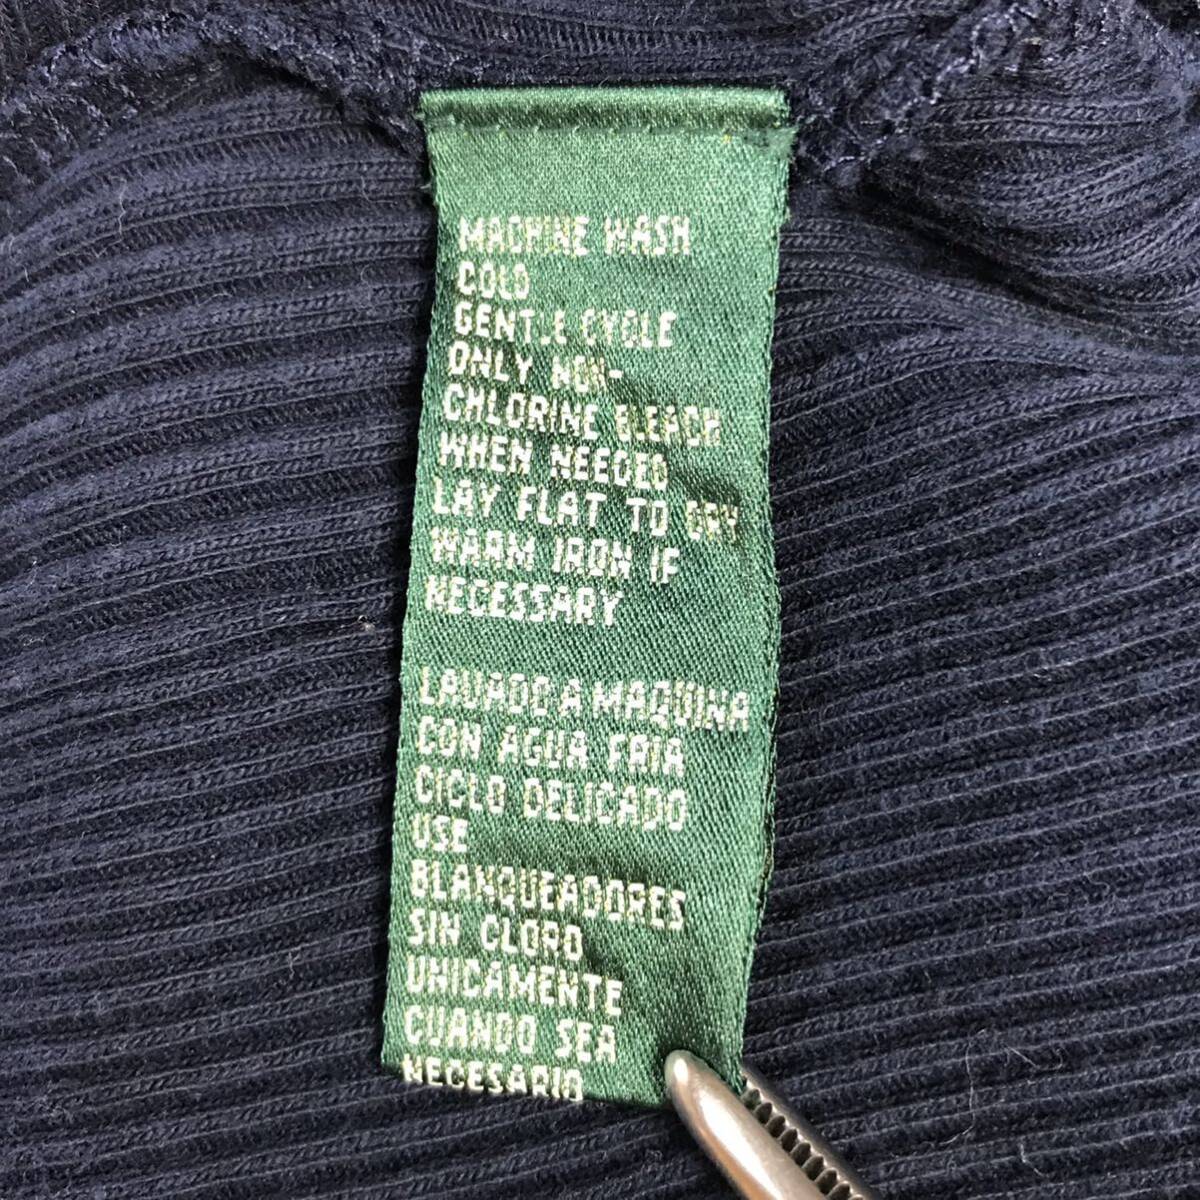 MACHINE WASH
COLD
GENTLE CYCLE
ONLY NON-
CHLORINE BLEACH
WHEN NEEDED
LAY FLAT TO DRY
WARM IRON IF
NECESSARY
LAVADO A MAQUINA
CON AGUA FRIA
CICLO DELICADO
USE
BLANQUEADORES
SIN CLORO
UNICAMENTE
CUANDO SEA
NECESARIO